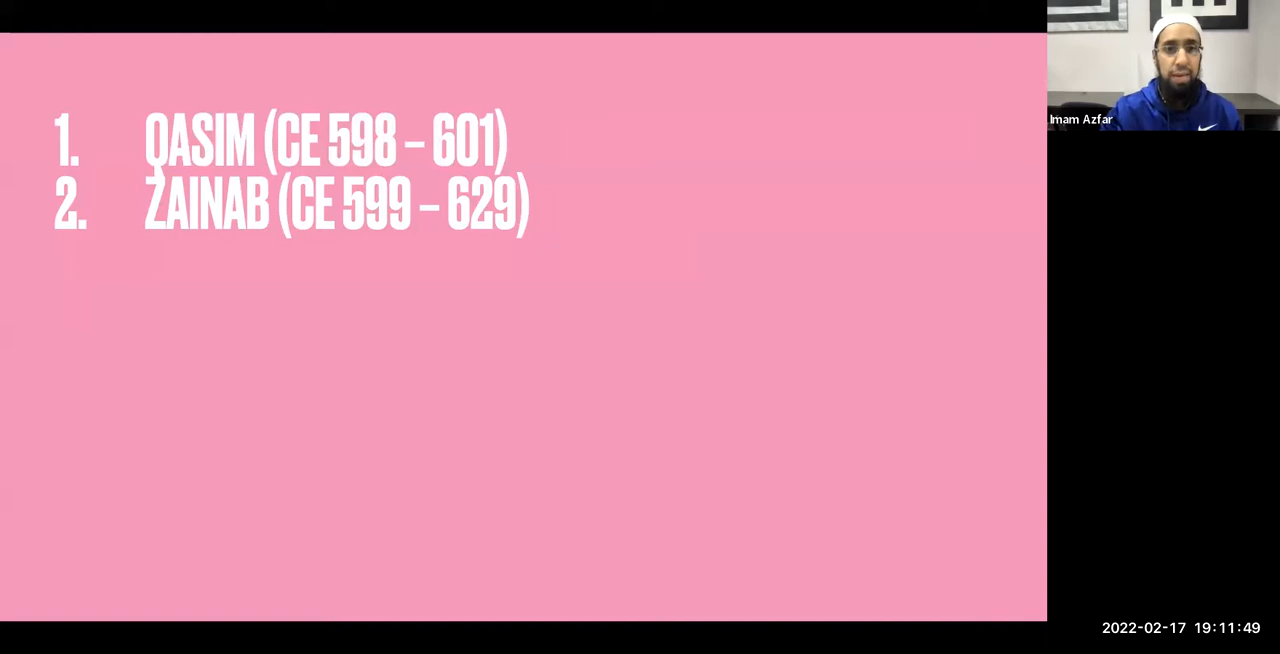 1. QASIM (CE 598 – 601)
2. ZAINAB (CE 599 – 629)
Imam Azfar
2022-02-17 19:11:49